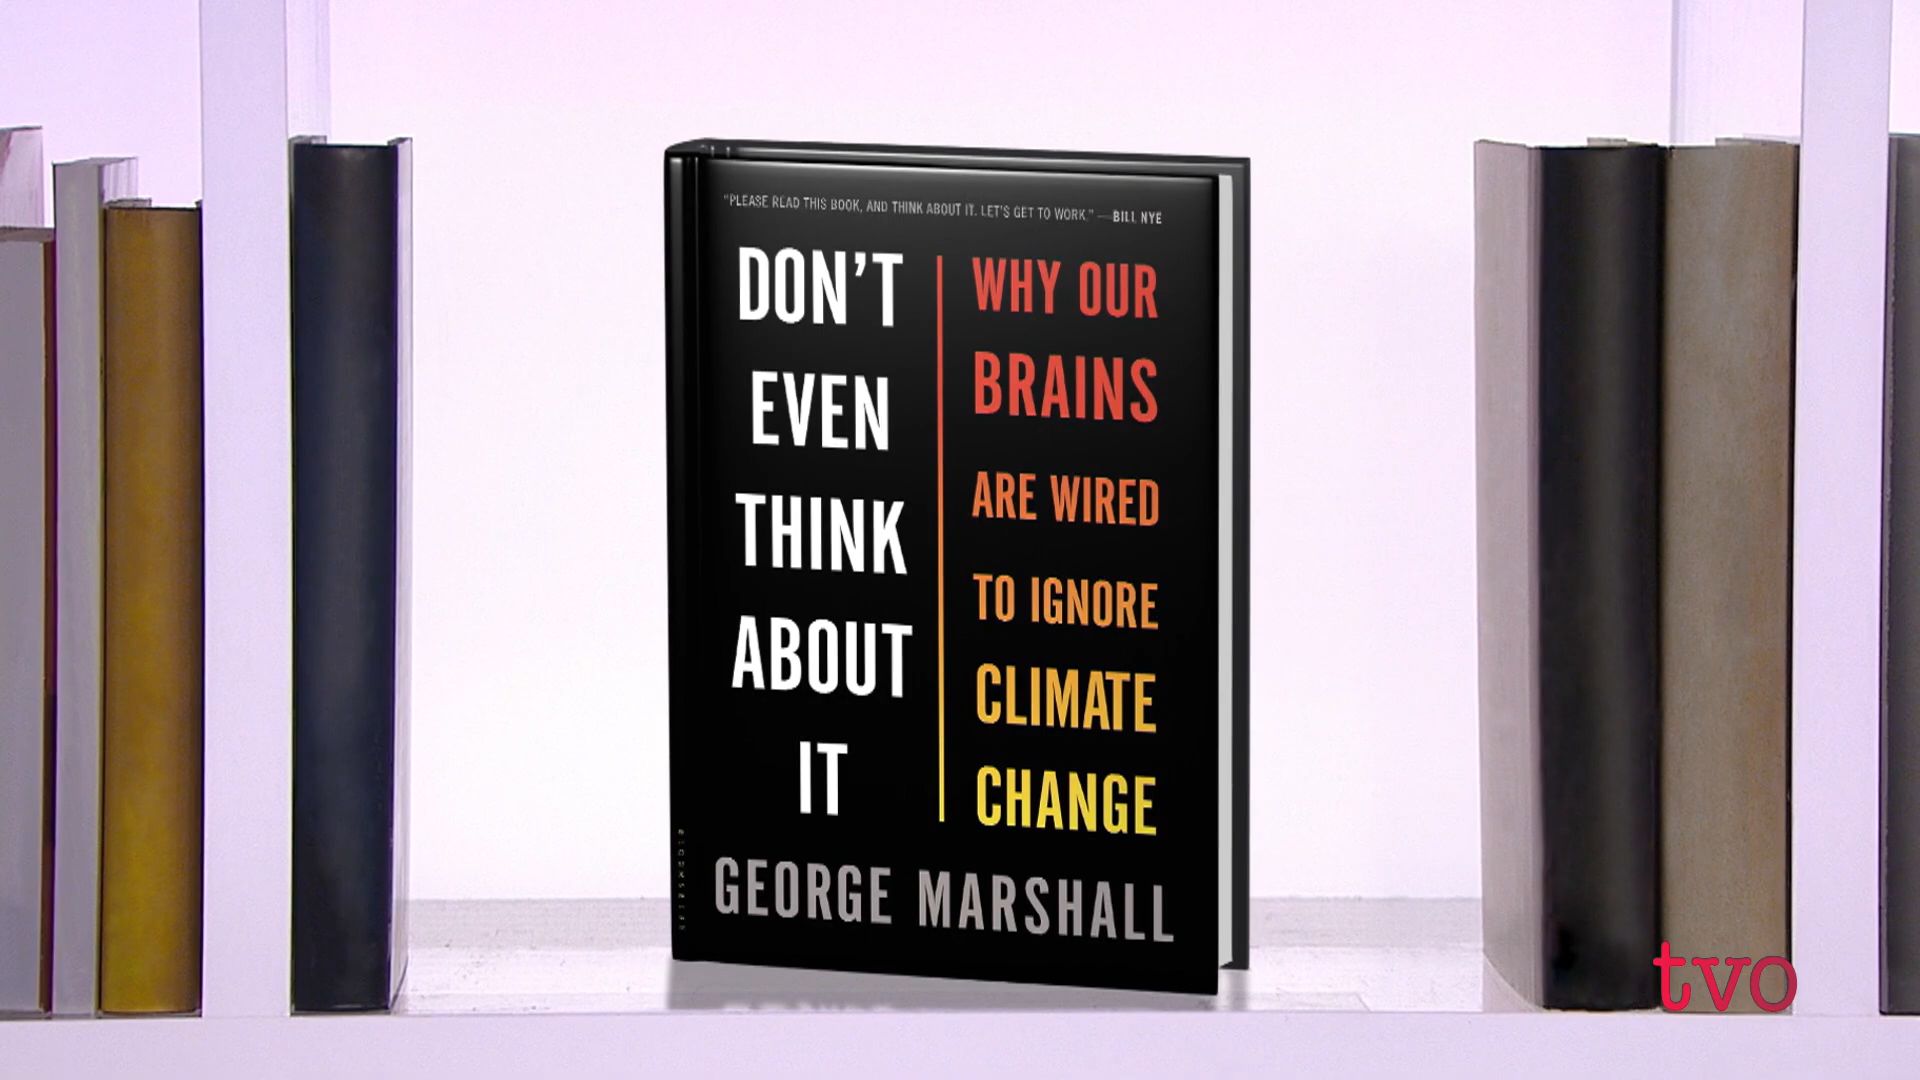 "PLEASE READ THIS BOOK, AND THINK ABOUT IT. LET'S GET TO WORK." —BILL NYE
DON'T
EVEN
THINK
ABOUT
IT
WHY OUR
BRAINS
ARE WIRED
TO IGNORE
CLIMATE
CHANGE
GEORGE MARSHALL
BLOOMSBURY
tvo